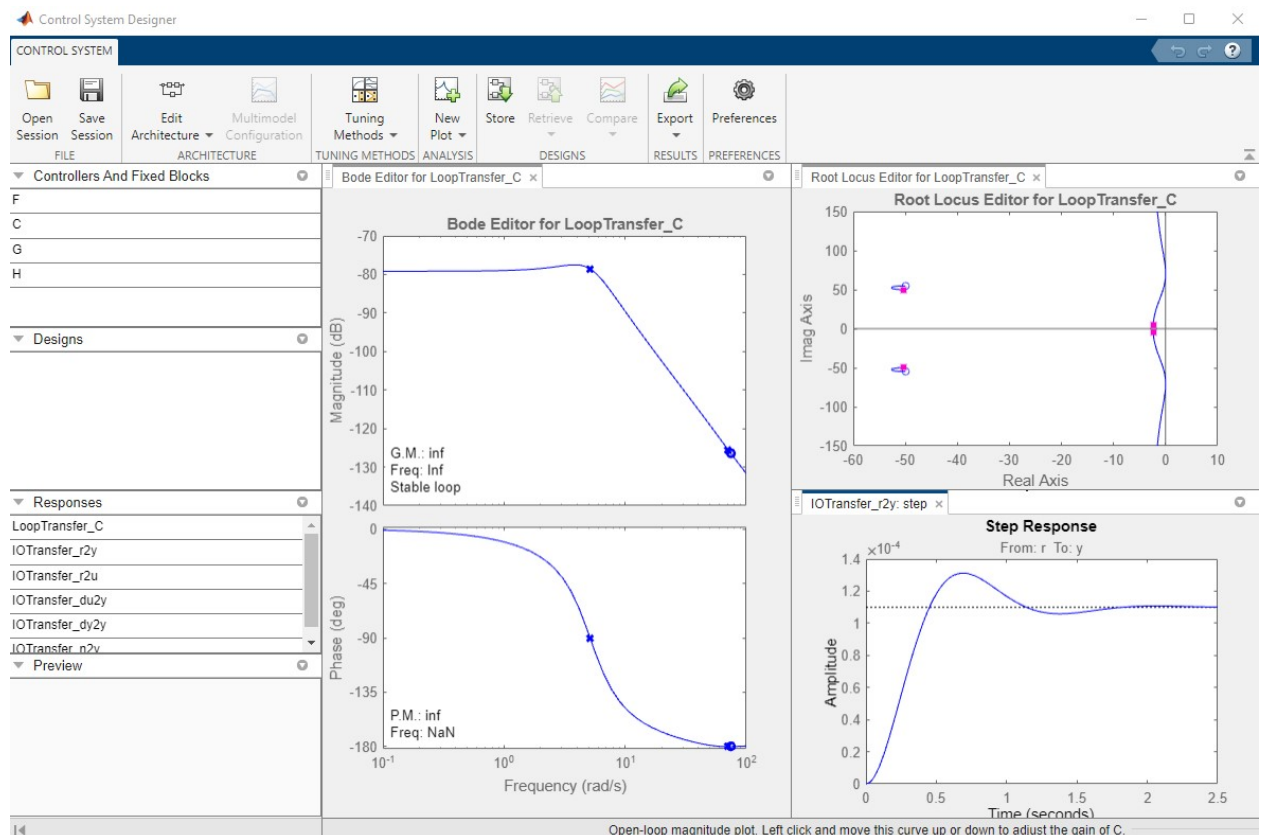 Control System Designer
CONTROL SYSTEM
?
Open Session
Save Session
Edit Architecture
Multimodel Configuration
Tuning Methods
New Plot
Store
Retrieve
Compare
Export
Preferences
FILE
ARCHITECTURE
TUNING METHODS
ANALYSIS
DESIGNS
RESULTS
PREFERENCES
Controllers And Fixed Blocks
F
C
G
H
Designs
Responses
LoopTransfer_C
IOTransfer_r2y
IOTransfer_r2u
IOTransfer_du2y
IOTransfer_dy2y
IOTransfer_n2y
Preview
Bode Editor for LoopTransfer_C ×
Bode Editor for LoopTransfer_C
Magnitude (dB)
-70
-80
-90
-100
-110
-120
-130
-140
G.M.: inf
Freq: Inf
Stable loop
Phase (deg)
0
-45
-90
-135
-180
P.M.: inf
Freq: NaN
10-1
100
101
102
Frequency (rad/s)
Root Locus Editor for LoopTransfer_C ×
Root Locus Editor for LoopTransfer_C
Imag Axis
150
100
50
0
-50
-100
-150
-60
-50
-40
-30
-20
-10
0
10
Real Axis
IOTransfer_r2y: step ×
Step Response
From: r To: y
×10-4
Amplitude
1.4
1.2
1
0.8
0.6
0.4
0.2
0
0
0.5
1
1.5
2
2.5
Time (seconds)
Open-loop magnitude plot. Left click and move this curve up or down to adjust the gain of C.